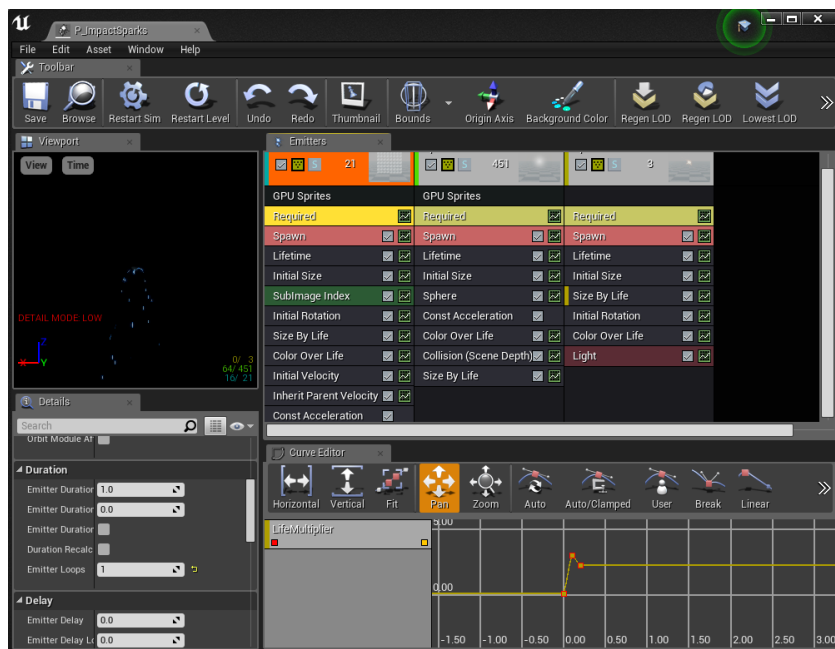 P_ImpactSparks
File Edit Asset Window Help
Toolbar
Save Browse Restart Sim Restart Level Undo Redo Thumbnail Bounds Origin Axis Background Color Regen LOD Regen LOD Lowest LOD
Viewport
View Time
DETAIL MODE: LOW
Z
X Y
0/ 3
64/ 451
16/ 21
Emitters
S 21 S 451 3
GPU Sprites GPU Sprites
Required Required Required
Spawn Spawn Spawn
Lifetime Lifetime Lifetime
Initial Size Initial Size Initial Size
SubImage Index Sphere Size By Life
Initial Rotation Const Acceleration Initial Rotation
Size By Life Color Over Life Color Over Life
Color Over Life Collision (Scene Depth) Light
Initial Velocity Size By Life
Inherit Parent Velocity
Const Acceleration
Details
Search
Orbit Module Af
Duration
Emitter Duration 1.0
Emitter Duration 0.0
Emitter Duration
Duration Recalc
Emitter Loops 1
Delay
Emitter Delay 0.0
Emitter Delay Lo 0.0
Curve Editor
Horizontal Vertical Fit Pan Zoom Auto Auto/Clamped User Break Linear
LifeMultiplier
5.00
0.00
-1.50 -1.00 -0.50 0.00 0.50 1.00 1.50 2.00 2.50 3.00